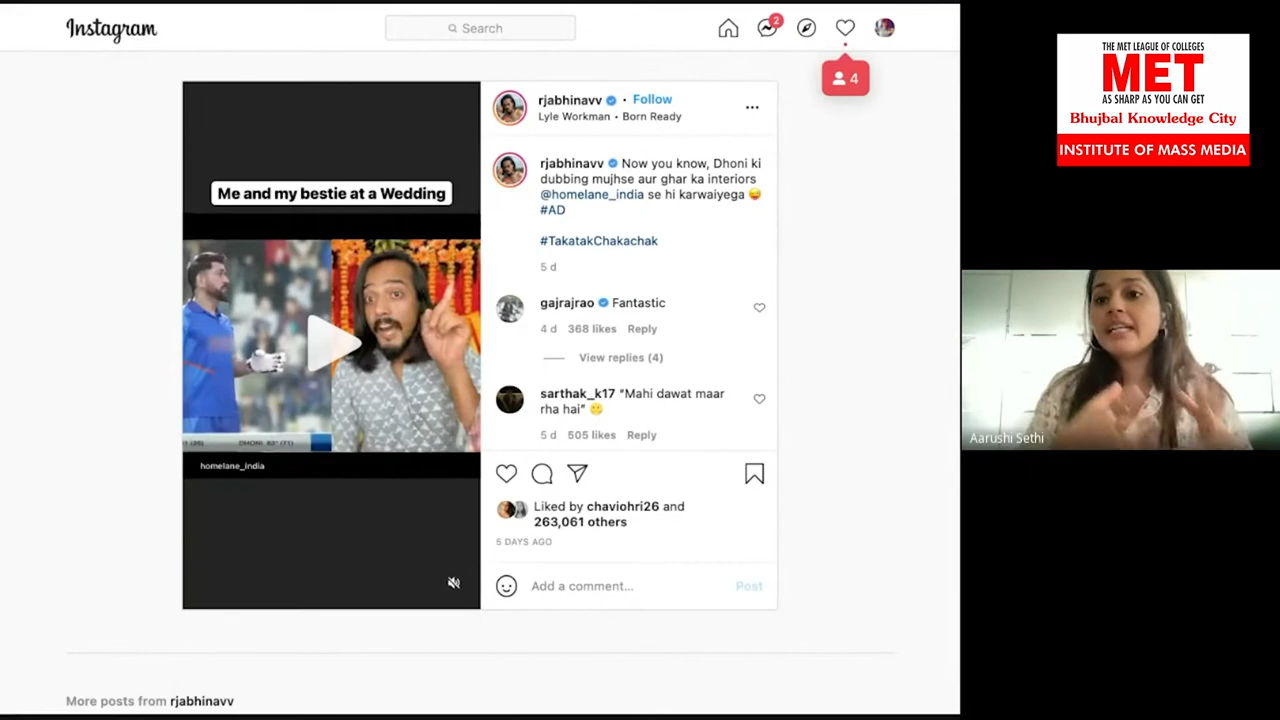 Instagram
Search
2
4
rjabhinavv • Follow
Lyle Workman • Born Ready
rjabhinavv Now you know, Dhoni ki
dubbing mujhse aur ghar ka interiors
@homelane_india se hi karwaiyega
#AD
#TakatakChakachak
5 d
gajrajrao Fantastic
4 d 368 likes Reply
View replies (4)
sarthak_k17 “Mahi dawat maar
rha hai”
5 d 505 likes Reply
Liked by chaviohri26 and
263,061 others
5 DAYS AGO
Add a comment... Post
Me and my bestie at a Wedding
DHONI 83* (71)
homelane_india
More posts from rjabhinavv
THE MET LEAGUE OF COLLEGES
MET
AS SHARP AS YOU CAN GET
Bhujbal Knowledge City
INSTITUTE OF MASS MEDIA
Aarushi Sethi